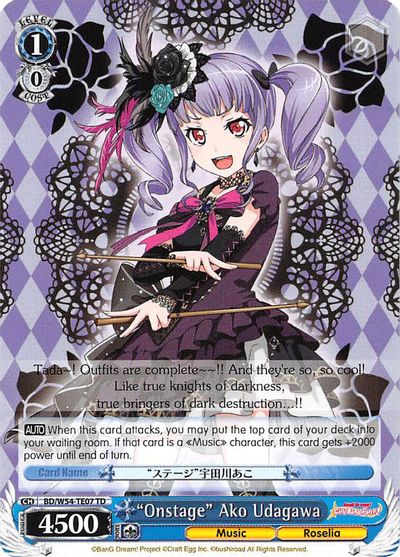 LEVEL
1
0
COST
Tada~! Outfits are complete~~!! And they're so, so cool!
Like true knights of darkness,
true bringers of dark destruction...!!
AUTO When this card attacks, you may put the top card of your deck into
your waiting room. If that card is a «Music» character, this card gets +2000
power until end of turn.
Card Name “ステージ”宇田川あこ
CH BD/W54-TE07 TD
“Onstage” Ako Udagawa
POWER 4500 SOUL
Music Roselia
©BanG Dream! Project ©Craft Egg Inc. ©bushiroad All Rights Reserved.